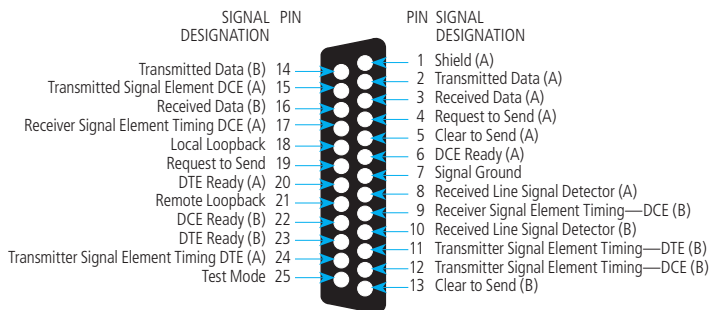 SIGNAL PIN
DESIGNATION
Transmitted Data (B) 14
Transmitted Signal Element DCE (A) 15
Received Data (B) 16
Receiver Signal Element Timing DCE (A) 17
Local Loopback 18
Request to Send 19
DTE Ready (A) 20
Remote Loopback 21
DCE Ready (B) 22
DTE Ready (B) 23
Transmitter Signal Element Timing DTE (A) 24
Test Mode 25
PIN SIGNAL
DESIGNATION
1 Shield (A)
2 Transmitted Data (A)
3 Received Data (A)
4 Request to Send (A)
5 Clear to Send (A)
6 DCE Ready (A)
7 Signal Ground
8 Received Line Signal Detector (A)
9 Receiver Signal Element Timing—DCE (B)
10 Received Line Signal Detector (B)
11 Transmitter Signal Element Timing—DTE (B)
12 Transmitter Signal Element Timing—DCE (B)
13 Clear to Send (B)